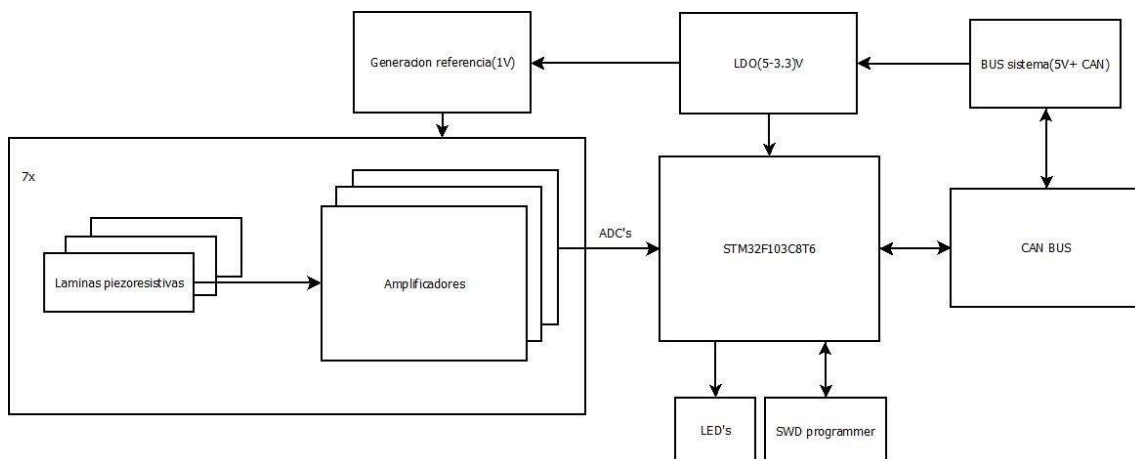 Generacion referencia(1V)
LDO(5-3.3)V
BUS sistema(5V+ CAN)
7x
Laminas piezoresistivas
Amplificadores
ADC's
STM32F103C8T6
CAN BUS
LED's
SWD programmer